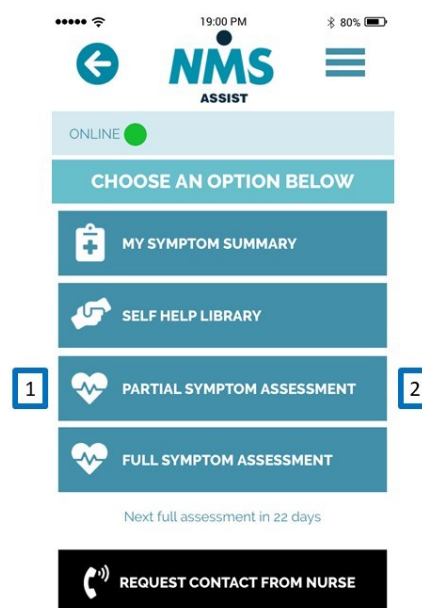 19:00 PM
80%
NMS
ASSIST
ONLINE
CHOOSE AN OPTION BELOW
MY SYMPTOM SUMMARY
SELF HELP LIBRARY
1
PARTIAL SYMPTOM ASSESSMENT
2
FULL SYMPTOM ASSESSMENT
Next full assessment in 22 days
REQUEST CONTACT FROM NURSE